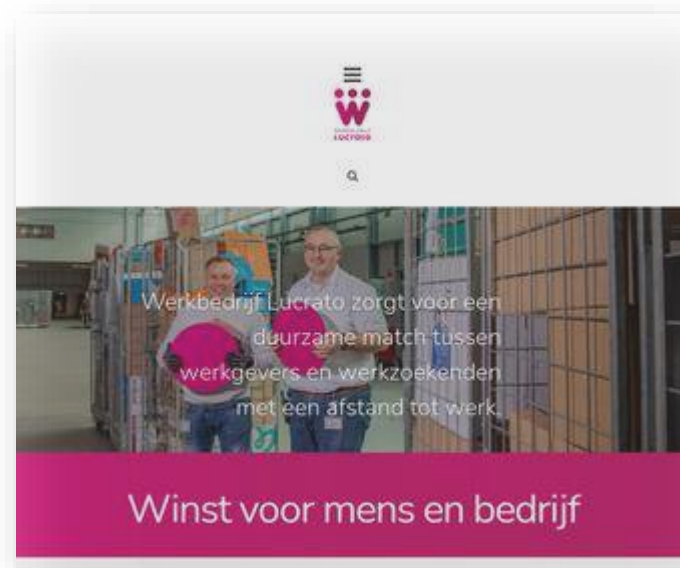 LUCRATO
Werkbedrijf Lucrato zorgt voor een
duurzame match tussen
werkgevers en werkzoekenden
met een afstand tot werk.
Winst voor mens en bedrijf